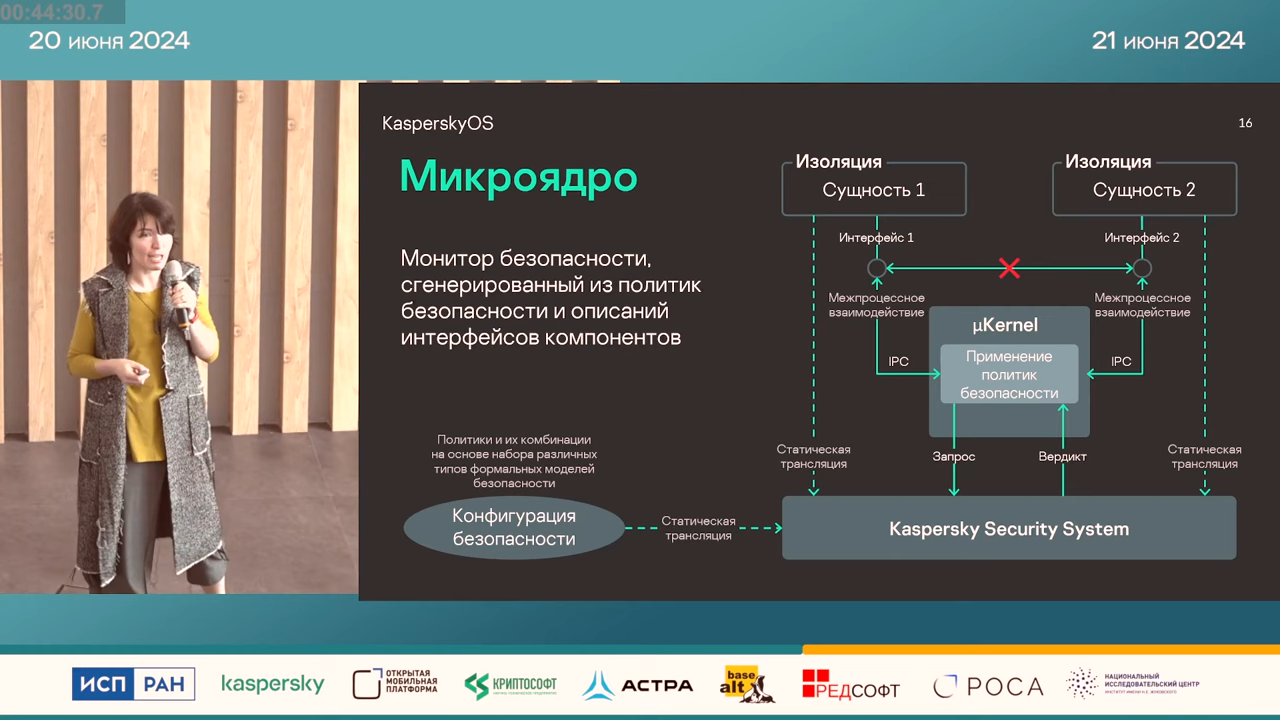 00:44:30.7
20 июня 2024
21 июня 2024
KasperskyOS
16
Микроядро
Монитор безопасности,
сгенерированный из политик
безопасности и описаний
интерфейсов компонентов
Изоляция
Сущность 1
Изоляция
Сущность 2
Интерфейс 1
Интерфейс 2
Межпроцессное
взаимодействие
Межпроцессное
взаимодействие
µKernel
Применение
политик
безопасности
IPC
IPC
Статическая
трансляция
Запрос
Вердикт
Статическая
трансляция
Политики и их комбинации
на основе набора различных
типов формальных моделей
безопасности
Конфигурация
безопасности
Статическая
трансляция
Kaspersky Security System
ИСП РАН
kaspersky
ОТКРЫТАЯ
МОБИЛЬНАЯ
ПЛАТФОРМА
КРИПТОСОФТ
АСТРА
base
alt
РЕДСОФТ
РОСА
НАЦИОНАЛЬНЫЙ
ИССЛЕДОВАТЕЛЬСКИЙ ЦЕНТР